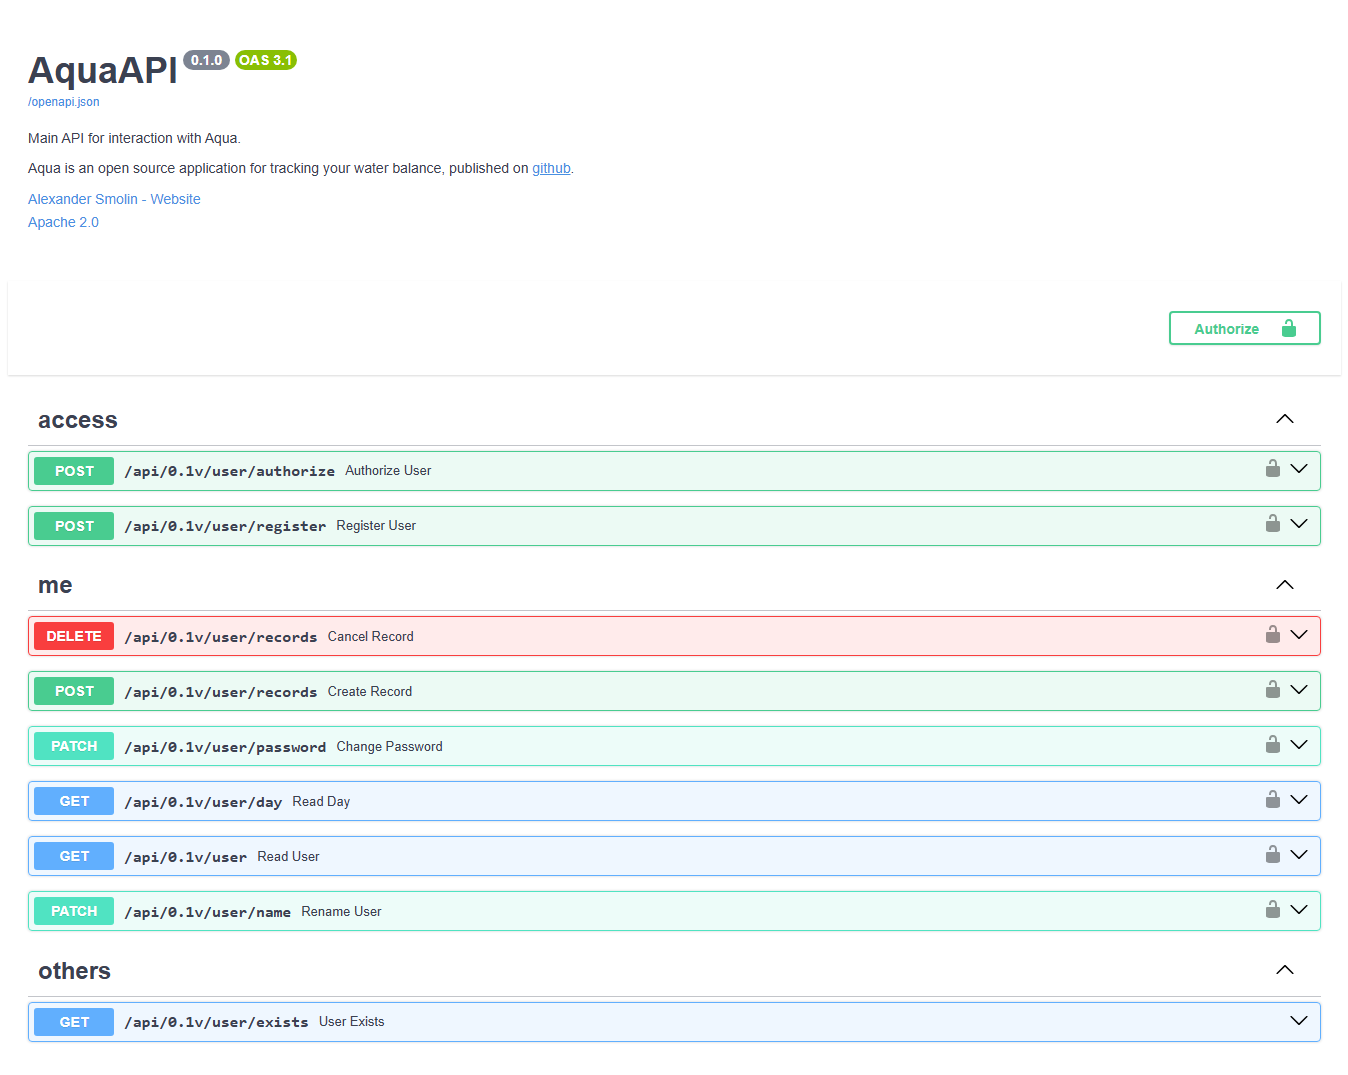 AquaAPI 0.1.0 OAS 3.1
/openapi.json
Main API for interaction with Aqua.
Aqua is an open source application for tracking your water balance, published on github.
Alexander Smolin - Website
Apache 2.0
Authorize
access
POST /api/0.1v/user/authorize Authorize User
POST /api/0.1v/user/register Register User
me
DELETE /api/0.1v/user/records Cancel Record
POST /api/0.1v/user/records Create Record
PATCH /api/0.1v/user/password Change Password
GET /api/0.1v/user/day Read Day
GET /api/0.1v/user Read User
PATCH /api/0.1v/user/name Rename User
others
GET /api/0.1v/user/exists User Exists